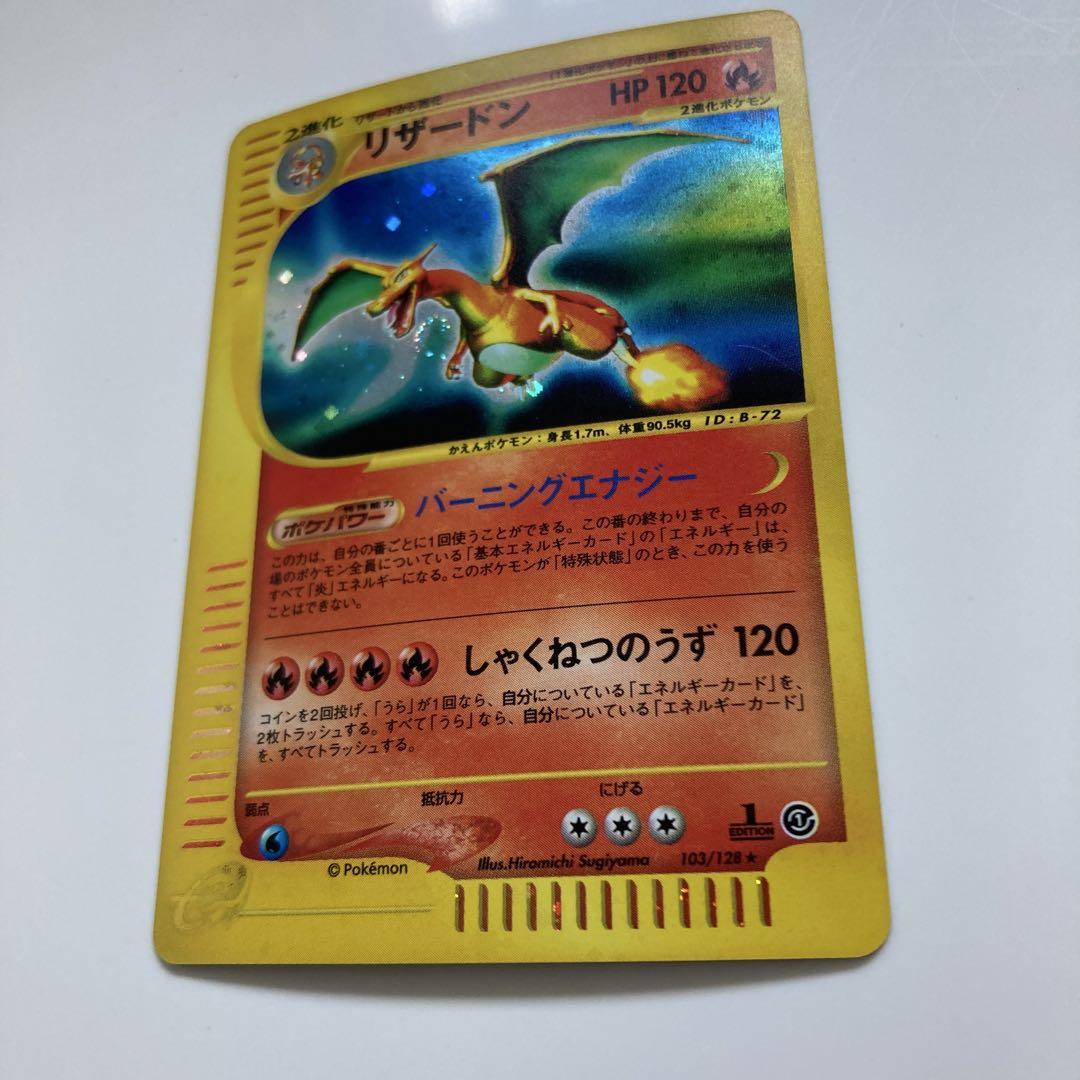 2進化 リザードから進化
リザードン HP 120
2進化ポケモン
かえんポケモン:身長1.7m、体重90.5kg ID:B-72
特殊能力
ポケパワー バーニングエナジー
この力は、自分の番ごとに1回使うことができる。この番の終わりまで、自分の
場のポケモン全員についている「基本エネルギーカード」の「エネルギー」は、
すべて「炎」エネルギーになる。このポケモンが「特殊状態」のとき、この力を使う
ことはできない。
しゃくねつのうず 120
コインを2回投げ、「うら」が1回なら、自分についている「エネルギーカード」を、
2枚トラッシュする。すべて「うら」なら、自分についている「エネルギーカード」
を、すべてトラッシュする。
弱点 抵抗力 にげる
1
EDITION
©Pokémon Illus.Hiromichi Sugiyama 103/128★